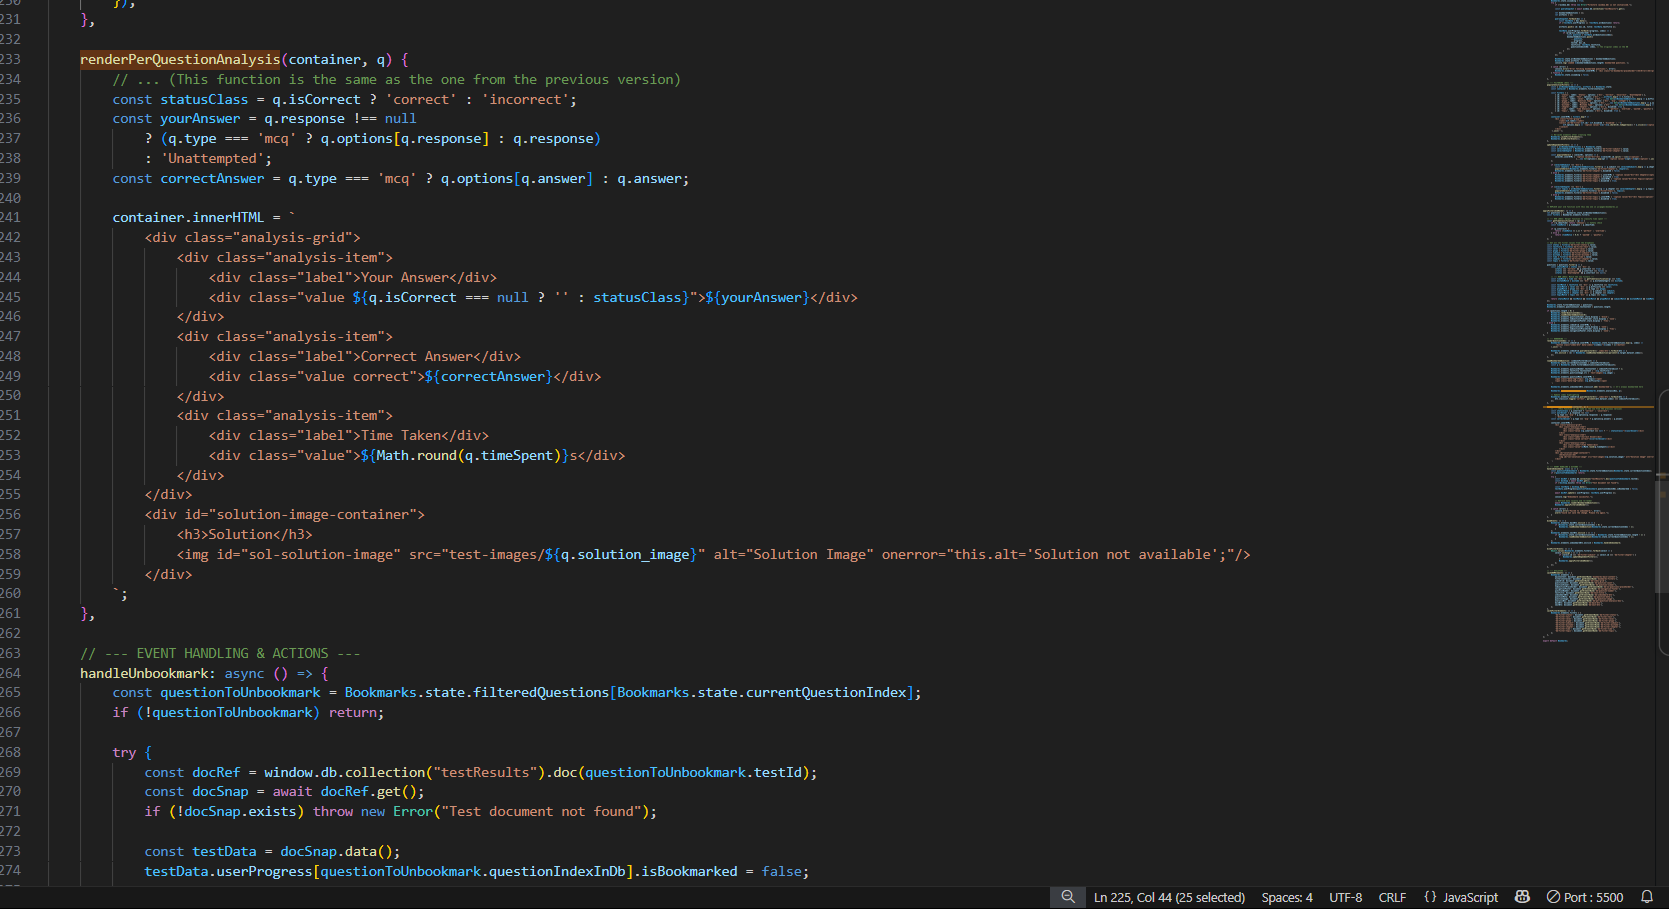 230 });
231 },
232
233 renderPerQuestionAnalysis(container, q) {
234 // ... (This function is the same as the one from the previous version)
235 const statusClass = q.isCorrect ? 'correct' : 'incorrect';
236 const yourAnswer = q.response !== null
237 ? (q.type === 'mcq' ? q.options[q.response] : q.response)
238 : 'Unattempted';
239 const correctAnswer = q.type === 'mcq' ? q.options[q.answer] : q.answer;
240
241 container.innerHTML = `
242 <div class="analysis-grid">
243 <div class="analysis-item">
244 <div class="label">Your Answer</div>
245 <div class="value ${q.isCorrect === null ? '' : statusClass}">${yourAnswer}</div>
246 </div>
247 <div class="analysis-item">
248 <div class="label">Correct Answer</div>
249 <div class="value correct">${correctAnswer}</div>
250 </div>
251 <div class="analysis-item">
252 <div class="label">Time Taken</div>
253 <div class="value">${Math.round(q.timeSpent)}s</div>
254 </div>
255 </div>
256 <div id="solution-image-container">
257 <h3>Solution</h3>
258 <img id="sol-solution-image" src="test-images/${q.solution_image}" alt="Solution Image" onerror="this.alt='Solution not available';"/>
259 </div>
260 `;
261 },
262
263 // --- EVENT HANDLING & ACTIONS ---
264 handleUnbookmark: async () => {
265 const questionToUnbookmark = Bookmarks.state.filteredQuestions[Bookmarks.state.currentQuestionIndex];
266 if (!questionToUnbookmark) return;
267
268 try {
269 const docRef = window.db.collection("testResults").doc(questionToUnbookmark.testId);
270 const docSnap = await docRef.get();
271 if (!docSnap.exists) throw new Error("Test document not found");
272
273 const testData = docSnap.data();
274 testData.userProgress[questionToUnbookmark.questionIndexInDb].isBookmarked = false;
Ln 225, Col 44 (25 selected) Spaces: 4 UTF-8 CRLF {} JavaScript Port : 5500